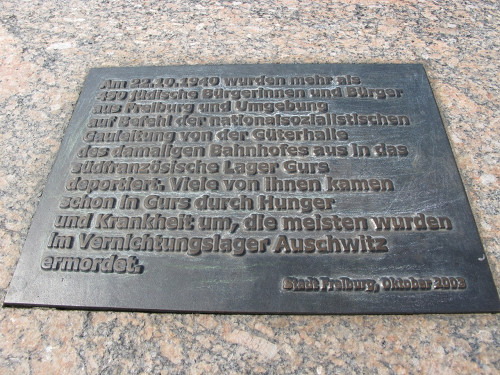 Am 22.10.1940 wurden mehr als
450 jüdische Bürgerinnen und Bürger
aus Freiburg und Umgebung
auf Befehl der nationalsozialistischen
Gauleitung von der Güterhalle
des damaligen Bahnhofes aus in das
südfranzösische Lager Gurs
deportiert. Viele von Ihnen kamen
schon in Gurs durch Hunger
und Krankheit um, die meisten wurden
im Vernichtungslager Auschwitz
ermordet.
Stadt Freiburg, Oktober 2003